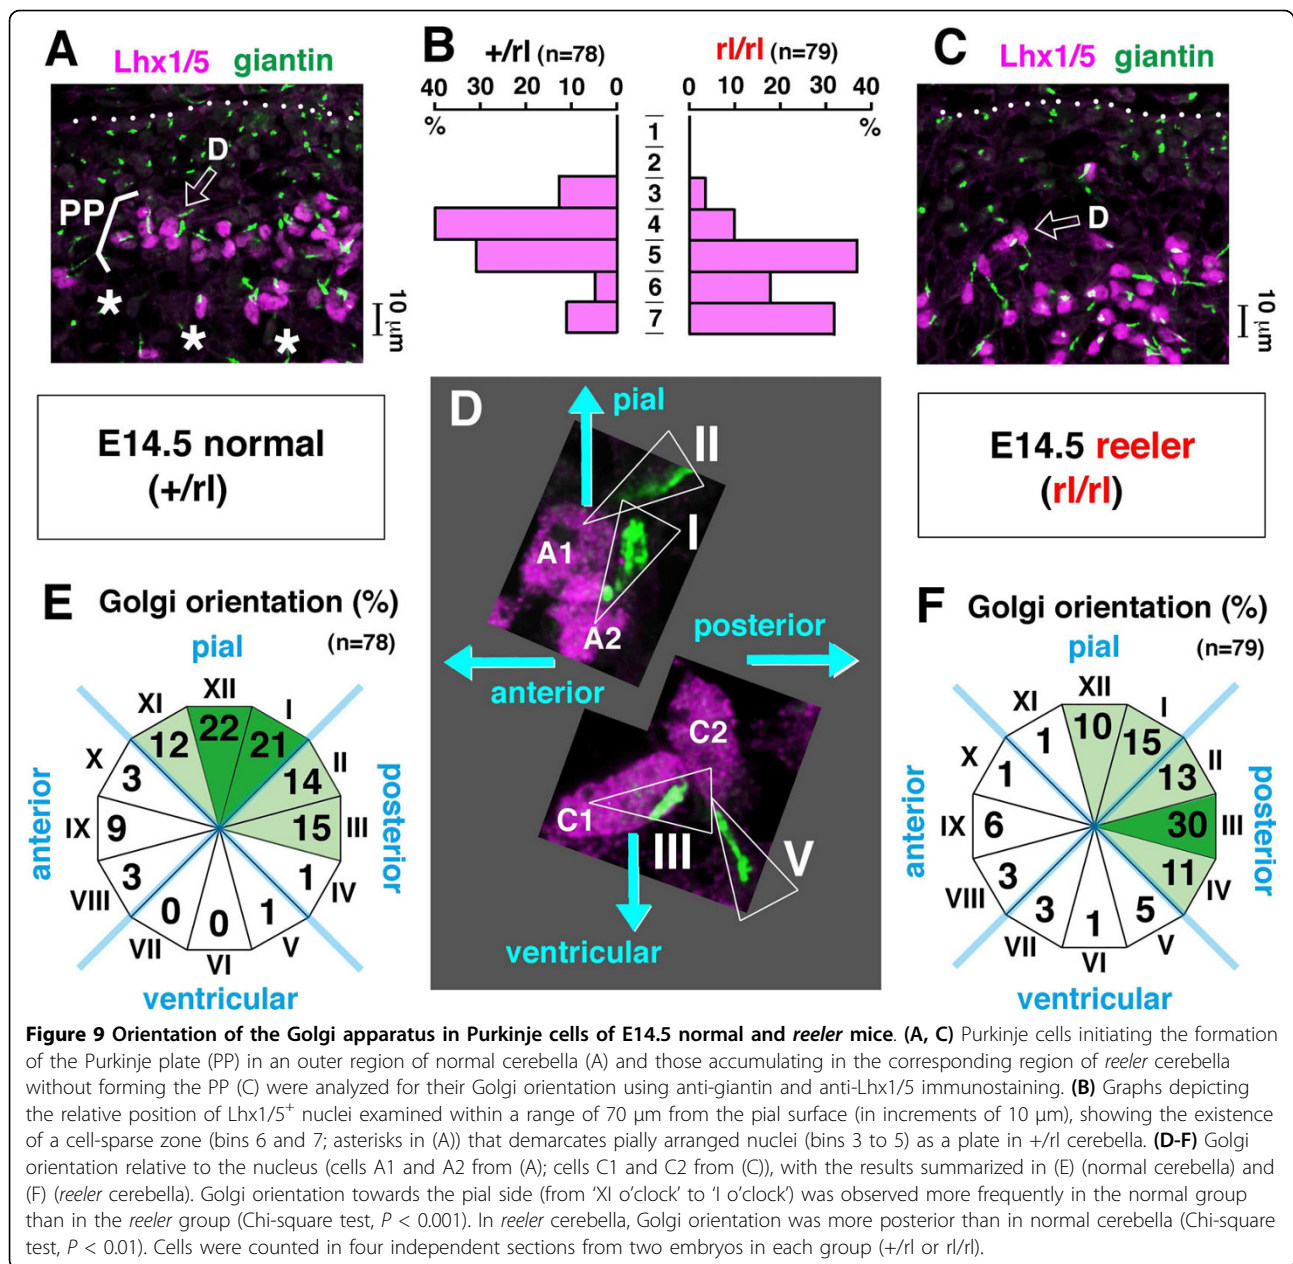 A
Lhx1/5 giantin
D
PP
*
*
*
10 μm
B
+/rl (n=78)
rl/rl (n=79)
40 30 20 10 0
0 10 20 30 40
%
%
1
2
3
4
5
6
7
C
Lhx1/5 giantin
D
10 μm
E14.5 normal
(+/rl)
D
pial
II
I
A1
A2
posterior
anterior
C2
C1
III
V
ventricular
E14.5 reeler
(rl/rl)
E
Golgi orientation (%)
(n=78)
pial
XII
XI
I
X
II
IX
III
VIII
IV
VII
V
VI
22
12
21
3
14
9
15
3
1
0
0
1
anterior
posterior
ventricular
F
Golgi orientation (%)
(n=79)
pial
XII
XI
I
X
II
IX
III
VIII
IV
VII
V
VI
10
1
15
1
13
6
30
3
11
3
1
5
anterior
posterior
ventricular
Figure 9 Orientation of the Golgi apparatus in Purkinje cells of E14.5 normal and reeler mice. (A, C) Purkinje cells initiating the formation
of the Purkinje plate (PP) in an outer region of normal cerebella (A) and those accumulating in the corresponding region of reeler cerebella
without forming the PP (C) were analyzed for their Golgi orientation using anti-giantin and anti-Lhx1/5 immunostaining. (B) Graphs depicting
the relative position of Lhx1/5⁺ nuclei examined within a range of 70 μm from the pial surface (in increments of 10 μm), showing the existence
of a cell-sparse zone (bins 6 and 7; asterisks in (A)) that demarcates pially arranged nuclei (bins 3 to 5) as a plate in +/rl cerebella. (D-F) Golgi
orientation relative to the nucleus (cells A1 and A2 from (A); cells C1 and C2 from (C)), with the results summarized in (E) (normal cerebella) and
(F) (reeler cerebella). Golgi orientation towards the pial side (from ‘XI o’clock’ to ‘I o’clock’) was observed more frequently in the normal group
than in the reeler group (Chi-square test, P < 0.001). In reeler cerebella, Golgi orientation was more posterior than in normal cerebella (Chi-square
test, P < 0.01). Cells were counted in four independent sections from two embryos in each group (+/rl or rl/rl).